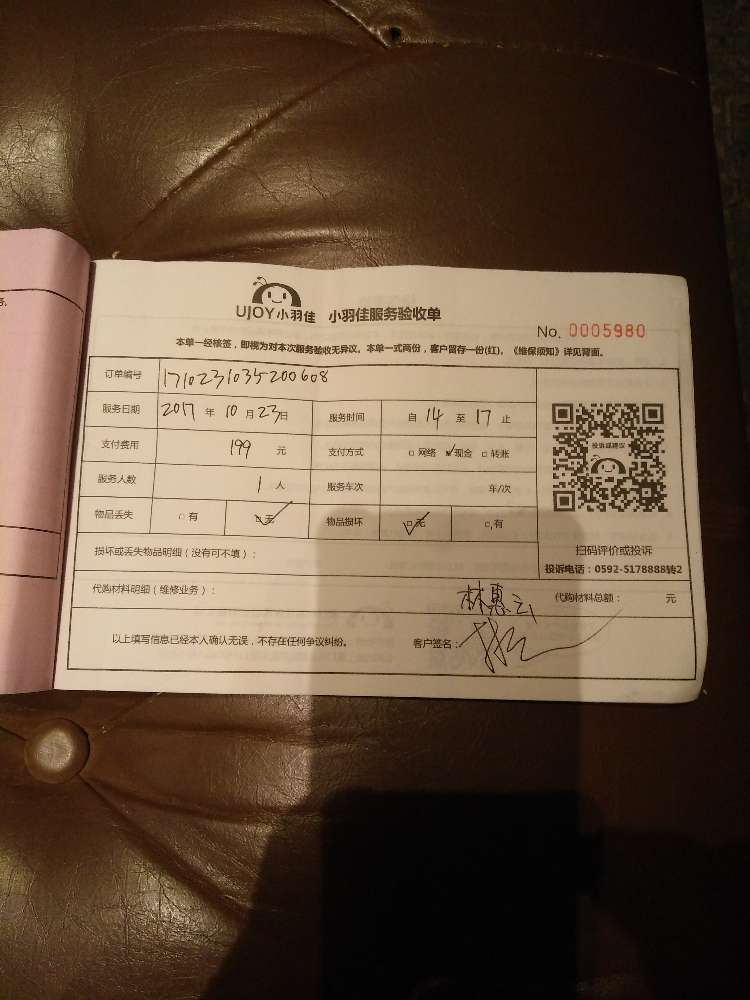 UJOY小羽佳 小羽佳服务验收单
No. 0005980
本单一经核签，即视为对本次服务验收无异议。本单一式两份，客户留存一份(红)。《维保须知》详见背面。
订单编号 1710231035200608
服务日期 2017 年 10 月 23 日 服务时间 自 14 至 17 止
支付费用 199 元 支付方式 □ 网络 ☑ 现金 □ 转账
服务人数 1 人 服务车次 车/次
物品丢失 □ 有 ☑ 无 物品损坏 ☑ 无 □ 有
投诉或建议
扫码评价或投诉
投诉电话：0592-5178888转2
损坏或丢失物品明细（没有可不填）：
代购材料明细（维修业务）： 代购材料总额： 元
林惠云
以上填写信息已经本人确认无误，不存在任何争议纠纷。 客户签名：